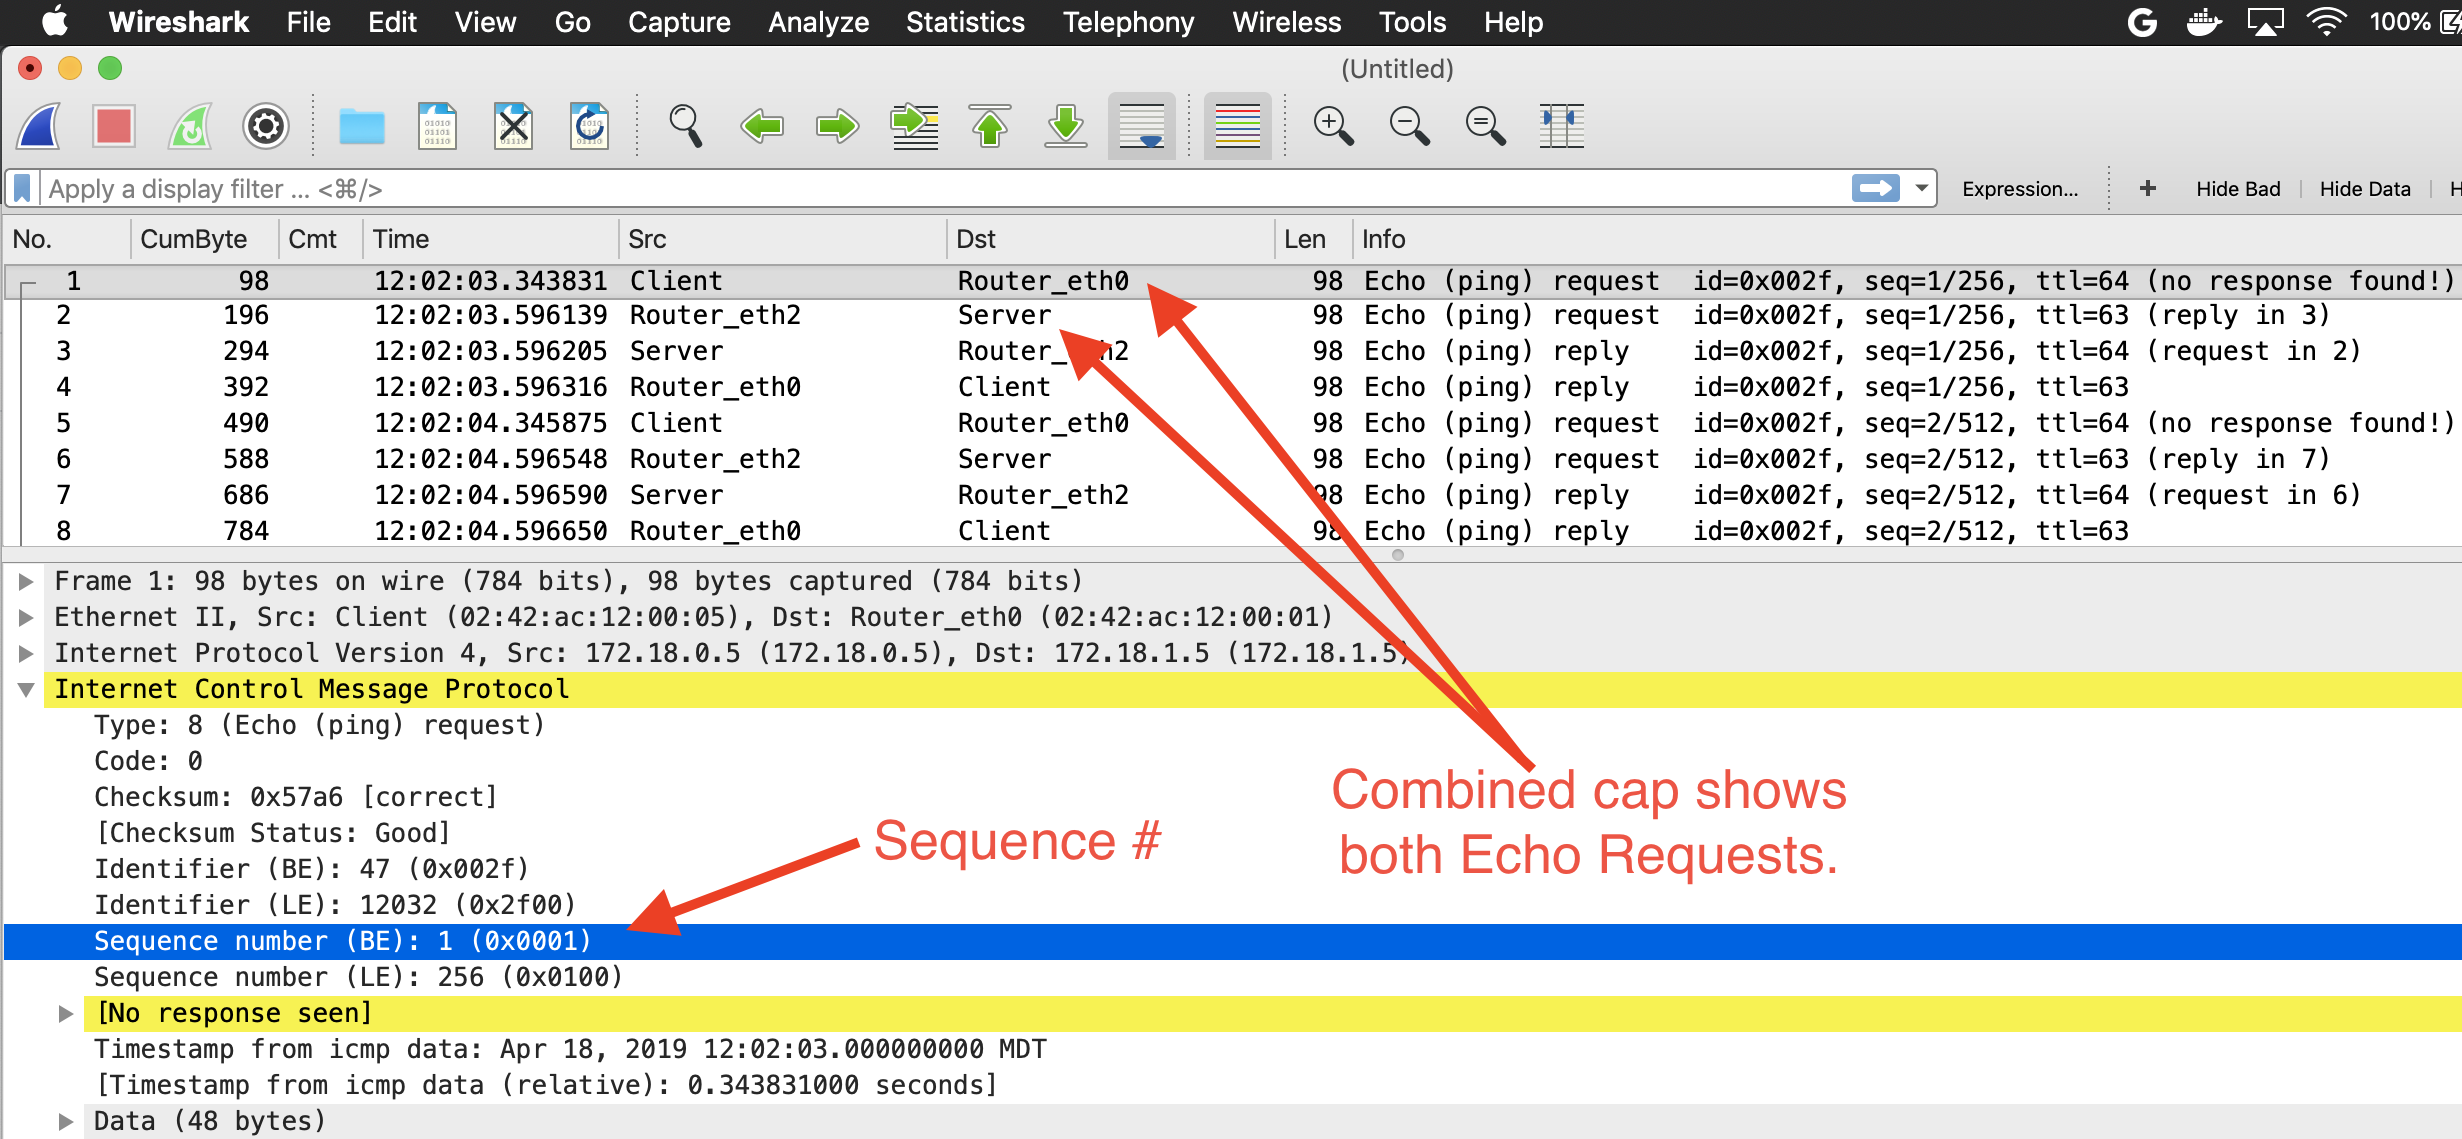 Wireshark File Edit View Go Capture Analyze Statistics Telephony Wireless Tools Help 100%
(Untitled)
Apply a display filter ... <⌘/> Expression... + Hide Bad Hide Data
No. CumByte Cmt Time Src Dst Len Info
1 98 12:02:03.343831 Client Router_eth0 98 Echo (ping) request id=0x002f, seq=1/256, ttl=64 (no response found!)
2 196 12:02:03.596139 Router_eth2 Server 98 Echo (ping) request id=0x002f, seq=1/256, ttl=63 (reply in 3)
3 294 12:02:03.596205 Server Router_eth2 98 Echo (ping) reply id=0x002f, seq=1/256, ttl=64 (request in 2)
4 392 12:02:03.596316 Router_eth0 Client 98 Echo (ping) reply id=0x002f, seq=1/256, ttl=63
5 490 12:02:04.345875 Client Router_eth0 98 Echo (ping) request id=0x002f, seq=2/512, ttl=64 (no response found!)
6 588 12:02:04.596548 Router_eth2 Server 98 Echo (ping) request id=0x002f, seq=2/512, ttl=63 (reply in 7)
7 686 12:02:04.596590 Server Router_eth2 98 Echo (ping) reply id=0x002f, seq=2/512, ttl=64 (request in 6)
8 784 12:02:04.596650 Router_eth0 Client 98 Echo (ping) reply id=0x002f, seq=2/512, ttl=63
Frame 1: 98 bytes on wire (784 bits), 98 bytes captured (784 bits)
Ethernet II, Src: Client (02:42:ac:12:00:05), Dst: Router_eth0 (02:42:ac:12:00:01)
Internet Protocol Version 4, Src: 172.18.0.5 (172.18.0.5), Dst: 172.18.1.5 (172.18.1.5)
Internet Control Message Protocol
Type: 8 (Echo (ping) request)
Code: 0
Checksum: 0x57a6 [correct]
[Checksum Status: Good]
Identifier (BE): 47 (0x002f)
Identifier (LE): 12032 (0x2f00)
Sequence number (BE): 1 (0x0001)
Sequence number (LE): 256 (0x0100)
[No response seen]
Timestamp from icmp data: Apr 18, 2019 12:02:03.000000000 MDT
[Timestamp from icmp data (relative): 0.343831000 seconds]
Data (48 bytes)
Combined cap shows
both Echo Requests.
Sequence #